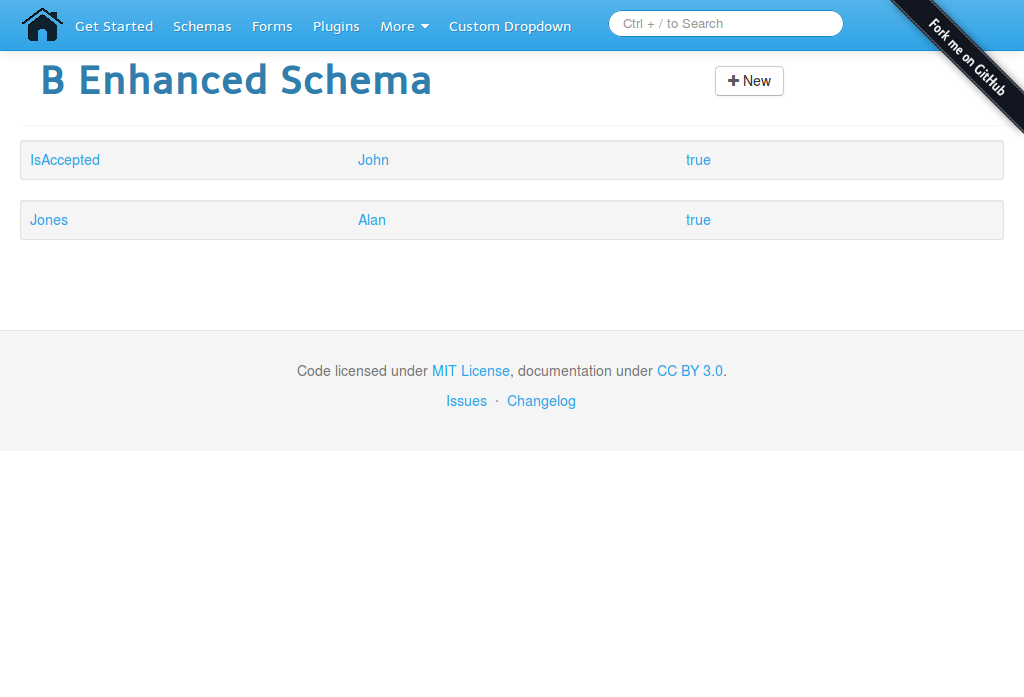 Get Started Schemas Forms Plugins More Custom Dropdown Ctrl + / to Search
Fork me on GitHub
B Enhanced Schema New
IsAccepted John true
Jones Alan true
Code licensed under MIT License, documentation under CC BY 3.0.
Issues · Changelog